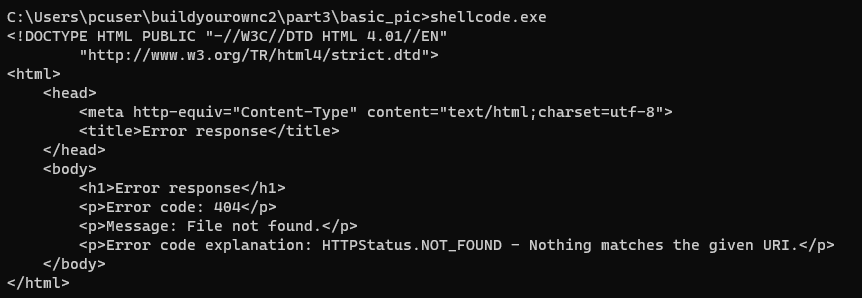 C:\Users\pcuser\buildyourownc2\part3\basic_pic>shellcode.exe
<!DOCTYPE HTML PUBLIC "-//W3C//DTD HTML 4.01//EN"
        "http://www.w3.org/TR/html4/strict.dtd">
<html>
    <head>
        <meta http-equiv="Content-Type" content="text/html;charset=utf-8">
        <title>Error response</title>
    </head>
    <body>
        <h1>Error response</h1>
        <p>Error code: 404</p>
        <p>Message: File not found.</p>
        <p>Error code explanation: HTTPStatus.NOT_FOUND - Nothing matches the given URI.</p>
    </body>
</html>